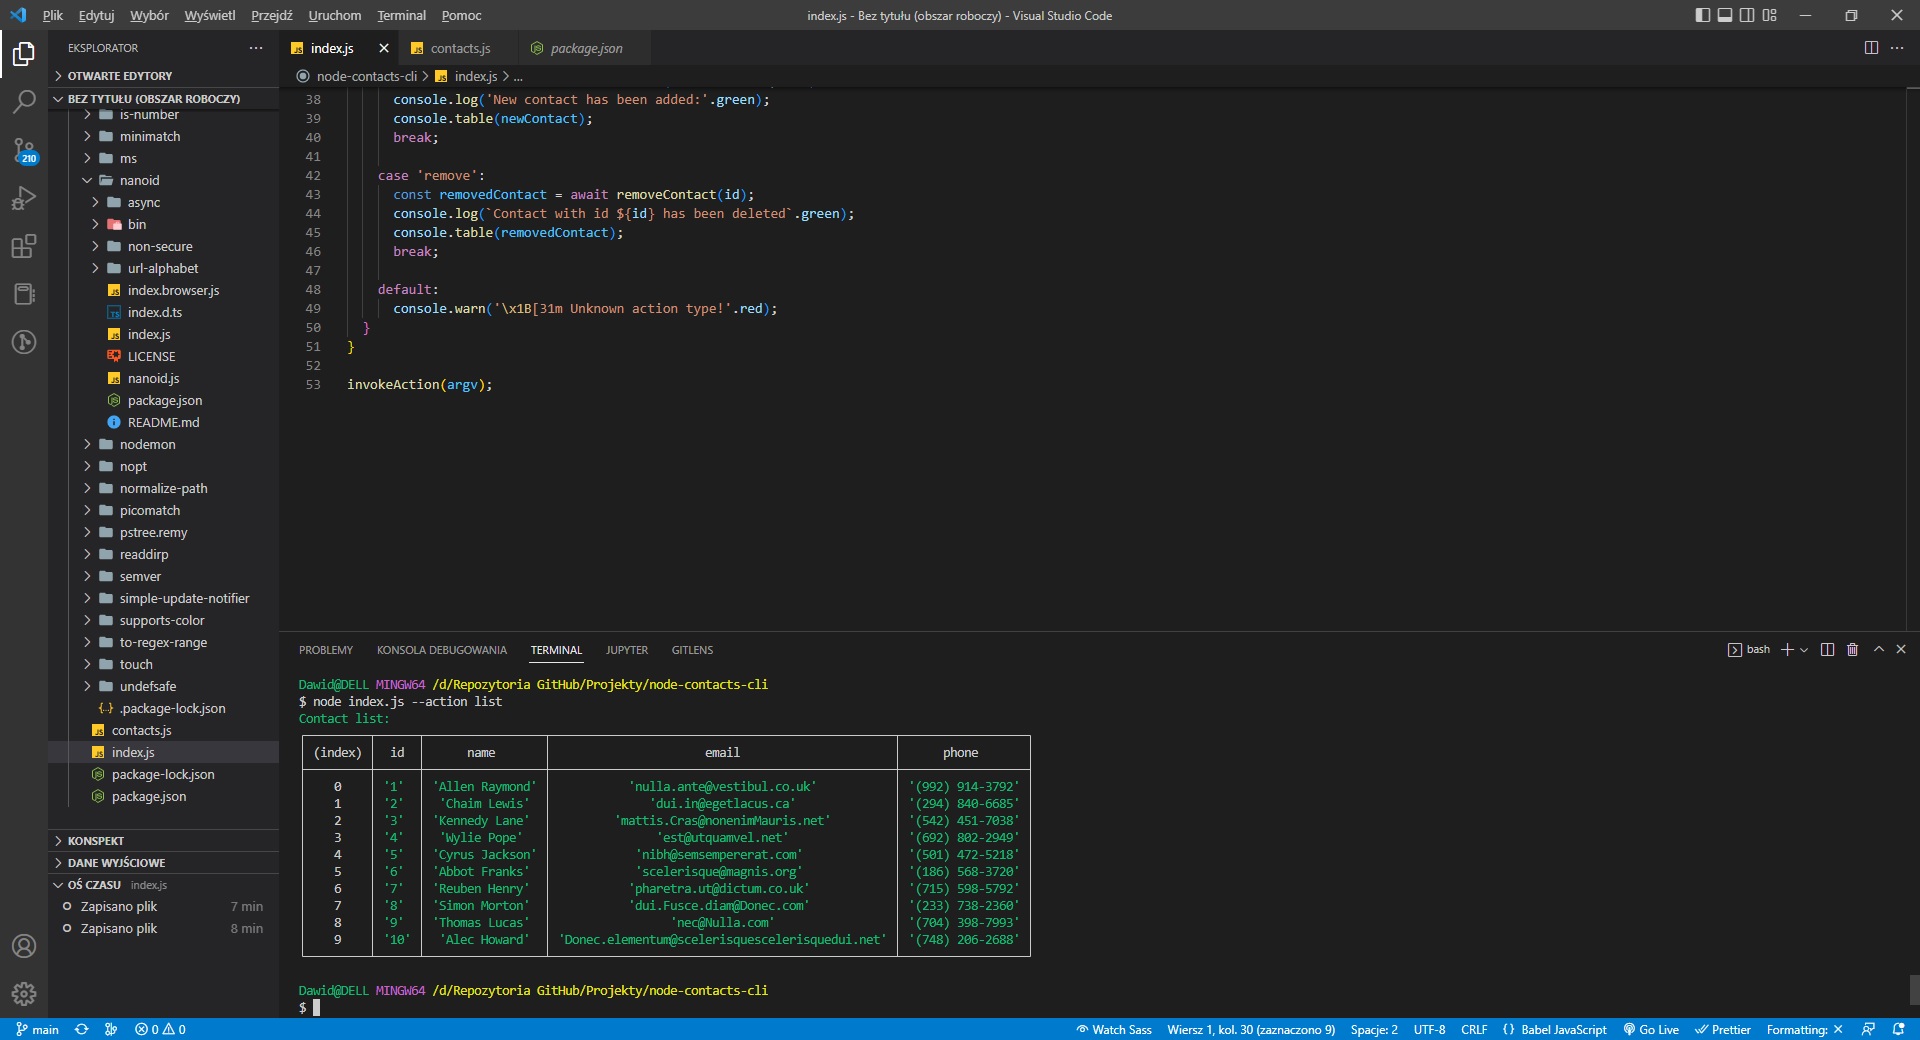 Plik Edytuj Wybór Wyświetl Przejdź Uruchom Terminal Pomoc
index.js - Bez tytułu (obszar roboczy) - Visual Studio Code
EKSPLORATOR
OTWARTE EDYTORY
BEZ TYTUŁU (OBSZAR ROBOCZY)
is-number
minimatch
ms
nanoid
async
bin
non-secure
url-alphabet
index.browser.js
index.d.ts
index.js
LICENSE
nanoid.js
package.json
README.md
nodemon
nopt
normalize-path
picomatch
pstree.remy
readdirp
semver
simple-update-notifier
supports-color
to-regex-range
touch
undefsafe
.package-lock.json
contacts.js
index.js
package-lock.json
package.json
KONSPEKT
DANE WYJŚCIOWE
OŚ CZASU index.js
Zapisano plik 7 min
Zapisano plik 8 min
210
index.js contacts.js package.json
node-contacts-cli > index.js > ...
38 console.log('New contact has been added:'.green);
39 console.table(newContact);
40 break;
41
42 case 'remove':
43 const removedContact = await removeContact(id);
44 console.log(`Contact with id ${id} has been deleted`.green);
45 console.table(removedContact);
46 break;
47
48 default:
49 console.warn('\x1B[31m Unknown action type!'.red);
50 }
51 }
52
53 invokeAction(argv);
PROBLEMY KONSOLA DEBUGOWANIA TERMINAL JUPYTER GITLENS
bash
Dawid@DELL MINGW64 /d/Repozytoria GitHub/Projekty/node-contacts-cli
$ node index.js --action list
Contact list:
(index) id name email phone
0 '1' 'Allen Raymond' 'nulla.ante@vestibul.co.uk' '(992) 914-3792'
1 '2' 'Chaim Lewis' 'dui.in@egetlacus.ca' '(294) 840-6685'
2 '3' 'Kennedy Lane' 'mattis.Cras@nonenimMauris.net' '(542) 451-7038'
3 '4' 'Wylie Pope' 'est@utquamvel.net' '(692) 802-2949'
4 '5' 'Cyrus Jackson' 'nibh@semsempererat.com' '(501) 472-5218'
5 '6' 'Abbot Franks' 'scelerisque@magnis.org' '(186) 568-3720'
6 '7' 'Reuben Henry' 'pharetra.ut@dictum.co.uk' '(715) 598-5792'
7 '8' 'Simon Morton' 'dui.Fusce.diam@Donec.com' '(233) 738-2360'
8 '9' 'Thomas Lucas' 'nec@Nulla.com' '(704) 398-7993'
9 '10' 'Alec Howard' 'Donec.elementum@scelerisquescelerisquedui.net' '(748) 206-2688'
Dawid@DELL MINGW64 /d/Repozytoria GitHub/Projekty/node-contacts-cli
$
main 0 0 Watch Sass Wiersz 1, kol. 30 (zaznaczono 9) Spacje: 2 UTF-8 CRLF {} Babel JavaScript Go Live Prettier Formatting: ×